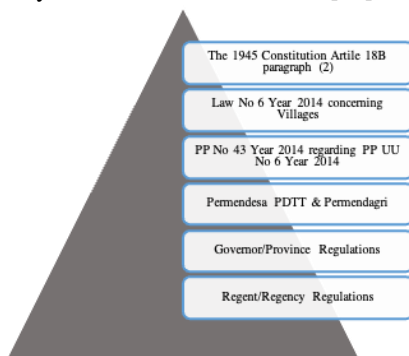 The 1945 Constitution Artile 18B
paragraph (2)
Law No 6 Year 2014 concerning
Villages
PP No 43 Year 2014 regarding PP UU
No 6 Year 2014
Permendesa PDTT & Permendagri
Governor/Province Regulations
Regent/Regency Regulations